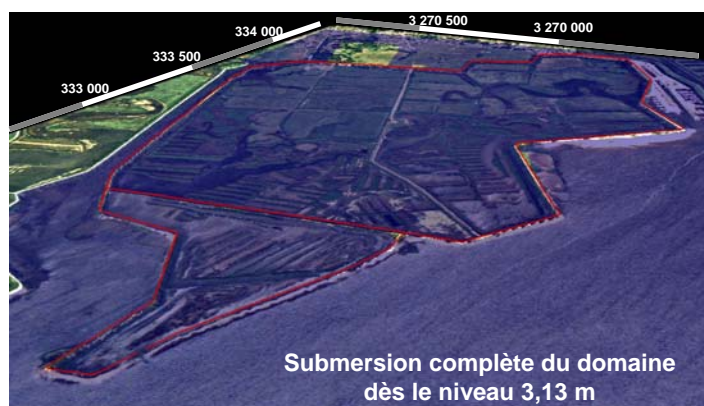 3 270 500
3 270 000
334 000
333 500
333 000
Submersion complète du domaine
dès le niveau 3,13 m